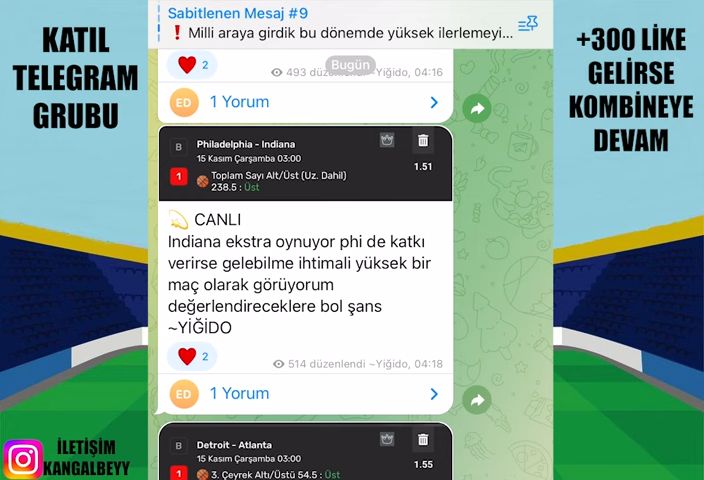 KATIL
TELEGRAM
GRUBU
Sabitlenen Mesaj #9
❗ Milli araya girdik bu dönemde yüksek ilerlemeyi...
Bugün
❤️ 2
493 düzenlendi ~Yiğido, 04:16
ED 1 Yorum
+300 LİKE
GELİRSE
KOMBİNEYE
DEVAM
B Philadelphia - Indiana
15 Kasım Çarşamba 03:00
1.51
1 🏀 Toplam Sayı Alt/Üst (Uz. Dahil)
238.5 : Üst
💫 CANLI
Indiana ekstra oynuyor phi de katkı
verirse gelebilme ihtimali yüksek bir
maç olarak görüyorum
değerlendireceklere bol şans
~YİĞİDO
❤️ 2
514 düzenlendi ~Yiğido, 04:18
ED 1 Yorum
B Detroit - Atlanta
15 Kasım Çarşamba 03:00
1.55
1 🏀 3. Çeyrek Altı/Üstü 54.5 : Üst
İLETİŞİM
KANGALBEYY